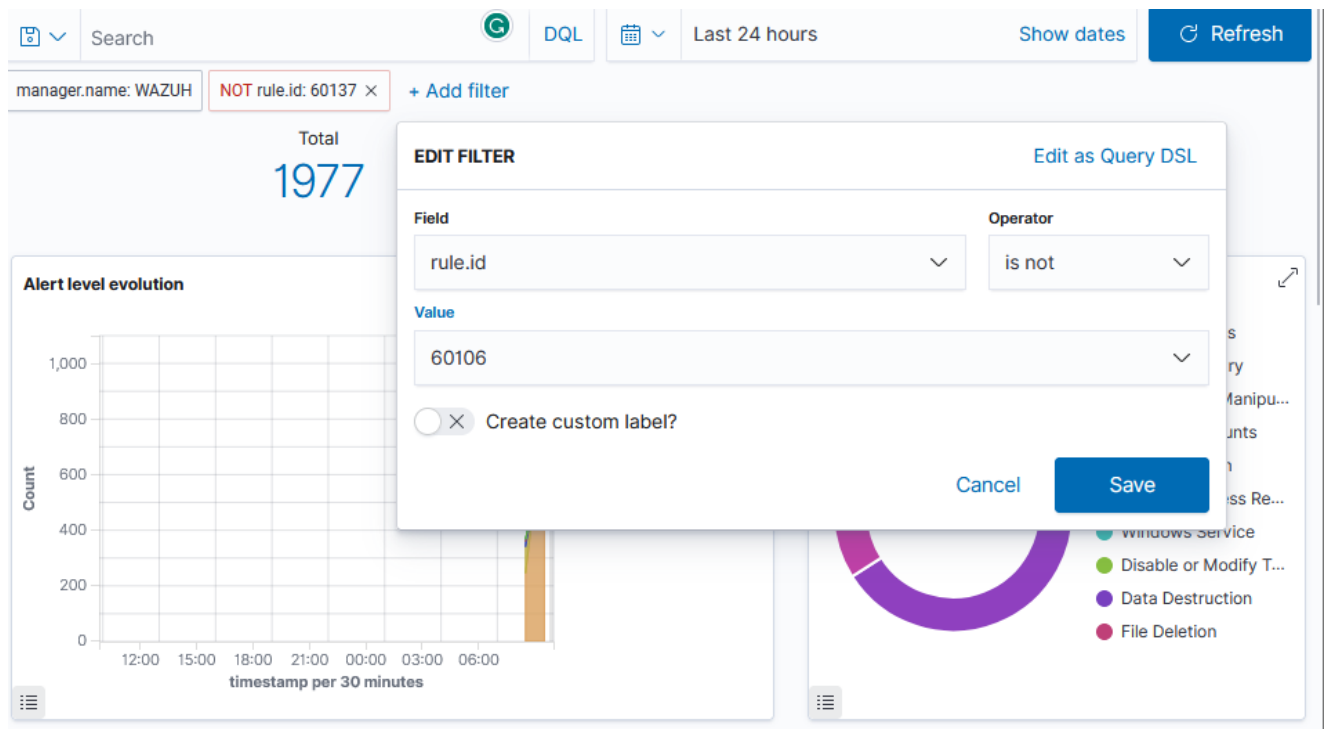 Search
DQL
Last 24 hours
Show dates
Refresh
manager.name: WAZUH
NOT rule.id: 60137 ×
+ Add filter
Total
1977
EDIT FILTER
Edit as Query DSL
Field
Operator
rule.id
is not
Value
60106
Create custom label?
Cancel
Save
Alert level evolution
1,000
800
600
400
200
0
Count
12:00 15:00 18:00 21:00 00:00 03:00 06:00
timestamp per 30 minutes
Windows Service
Disable or Modify T...
Data Destruction
File Deletion